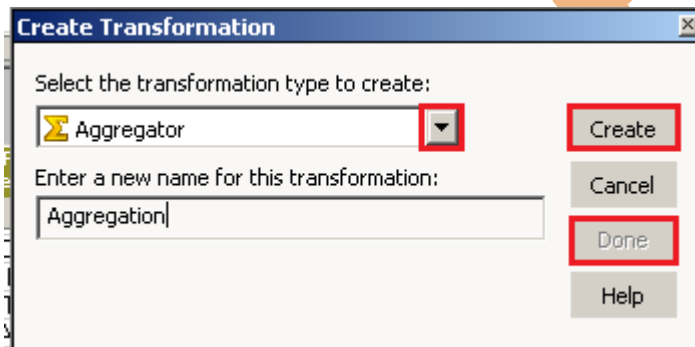 Create Transformation
Select the transformation type to create:
Aggregator
Create
Enter a new name for this transformation:
Cancel
Aggregation
Done
Help